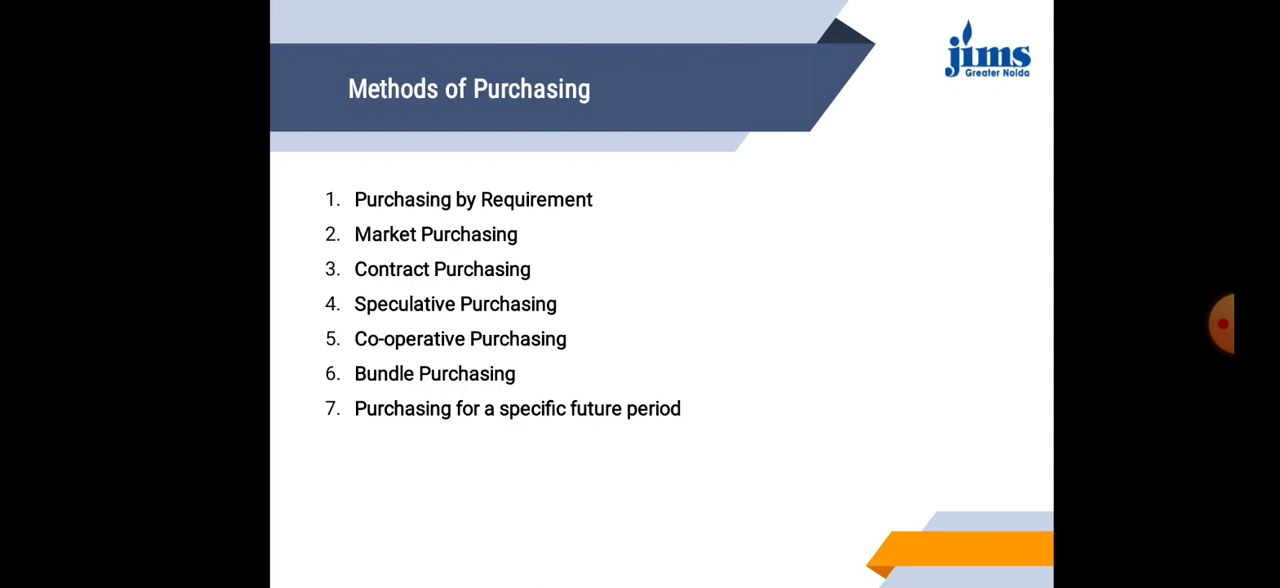 jims
Greater Noida
Methods of Purchasing
1. Purchasing by Requirement
2. Market Purchasing
3. Contract Purchasing
4. Speculative Purchasing
5. Co-operative Purchasing
6. Bundle Purchasing
7. Purchasing for a specific future period